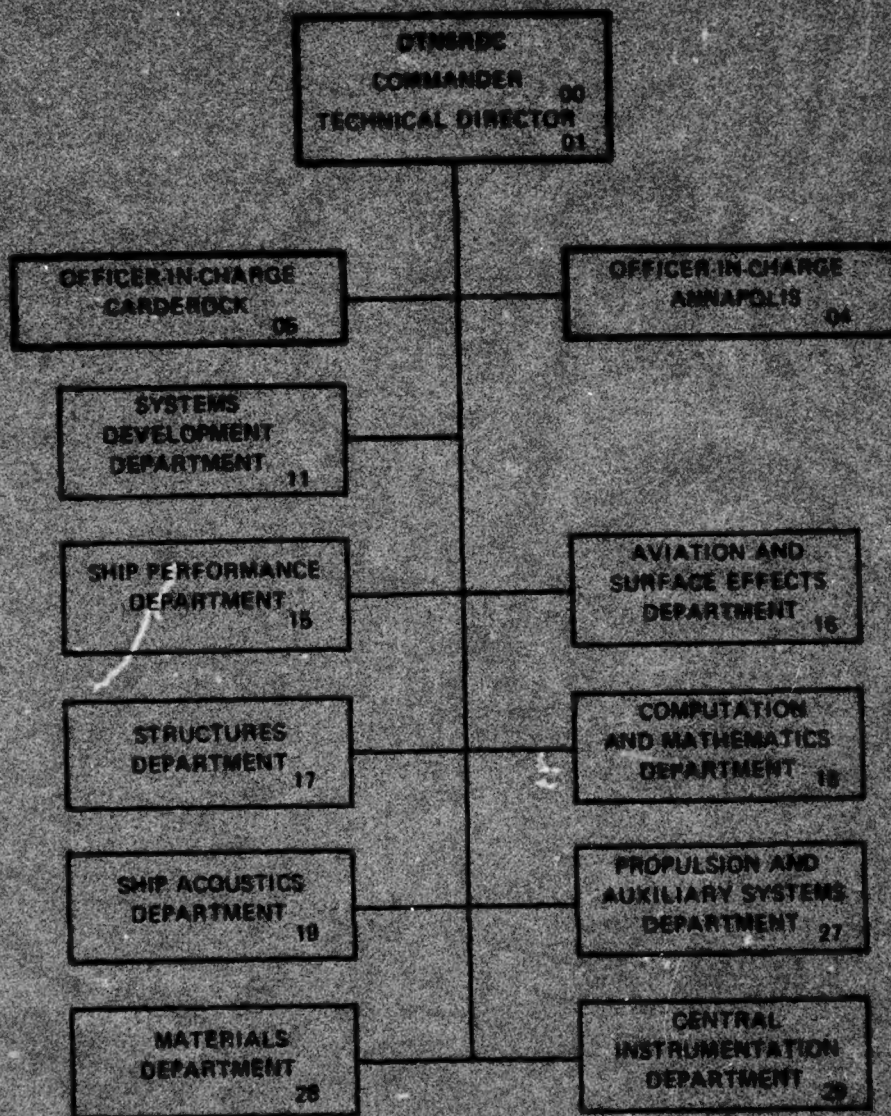 DTNSRDC
COMMANDER
00
TECHNICAL DIRECTOR
01
OFFICER-IN-CHARGE
CARDEROCK
05
OFFICER-IN-CHARGE
ANNAPOLIS
04
SYSTEMS
DEVELOPMENT
DEPARTMENT
11
SHIP PERFORMANCE
DEPARTMENT
15
AVIATION AND
SURFACE EFFECTS
DEPARTMENT
16
STRUCTURES
DEPARTMENT
17
COMPUTATION
AND MATHEMATICS
DEPARTMENT
18
SHIP ACOUSTICS
DEPARTMENT
19
PROPULSION AND
AUXILIARY SYSTEMS
DEPARTMENT
27
MATERIALS
DEPARTMENT
28
CENTRAL
INSTRUMENTATION
DEPARTMENT
29